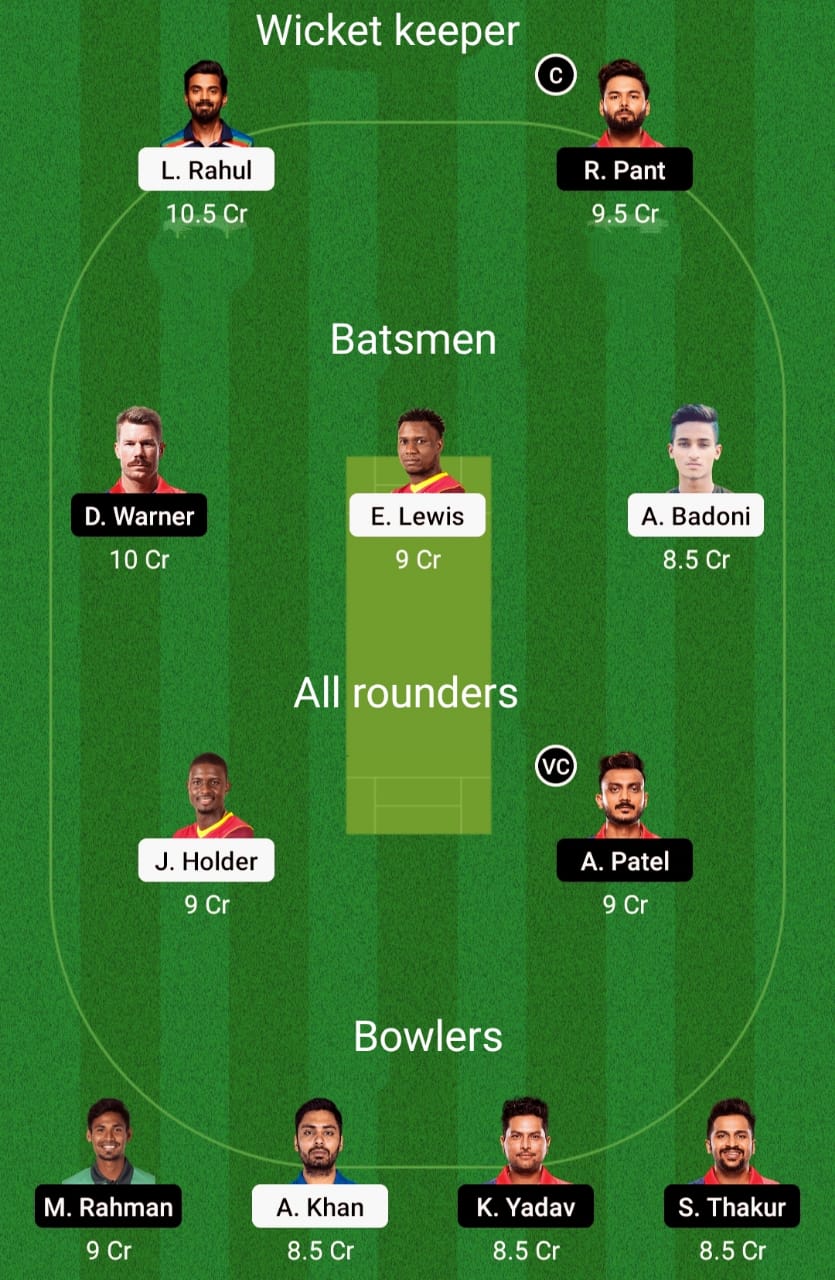 Wicket keeper
C
L. Rahul
R. Pant
10.5 Cr
9.5 Cr
Batsmen
D. Warner
E. Lewis
A. Badoni
10 Cr
9 Cr
8.5 Cr
All rounders
VC
J. Holder
A. Patel
9 Cr
9 Cr
Bowlers
M. Rahman
A. Khan
K. Yadav
S. Thakur
9 Cr
8.5 Cr
8.5 Cr
8.5 Cr